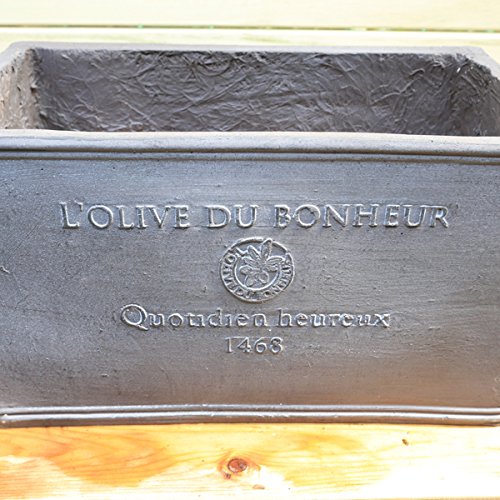 L'OLIVE DU BONHEUR
Quotidien heureux
1468